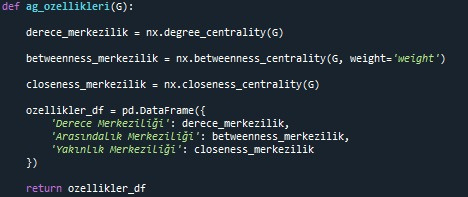 def ag_ozellikleri(G):
derece_merkezilik = nx.degree_centrality(G)
betweenness_merkezilik = nx.betweenness_centrality(G, weight='weight')
closeness_merkezilik = nx.closeness_centrality(G)
ozellikler_df = pd.DataFrame({
'Derece Merkeziliği': derece_merkezilik,
'Arasındalık Merkeziliği': betweenness_merkezilik,
'Yakınlık Merkeziliği': closeness_merkezilik
})
return ozellikler_df